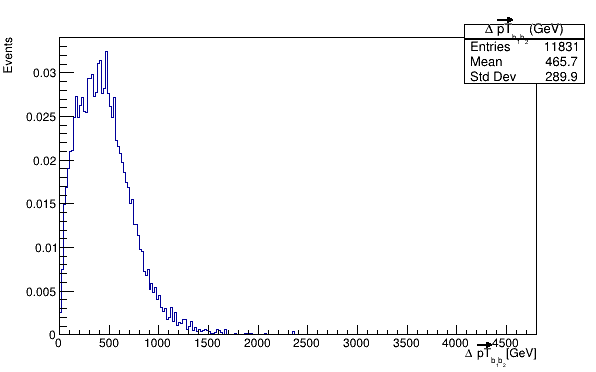 Δ pT b1b2 (GeV)
Entries 11831
Mean 465.7
Std Dev 289.9
Events
0.03
0.025
0.02
0.015
0.01
0.005
0
0 500 1000 1500 2000 2500 3000 3500 4000 4500
Δ pT b1b2 [GeV]